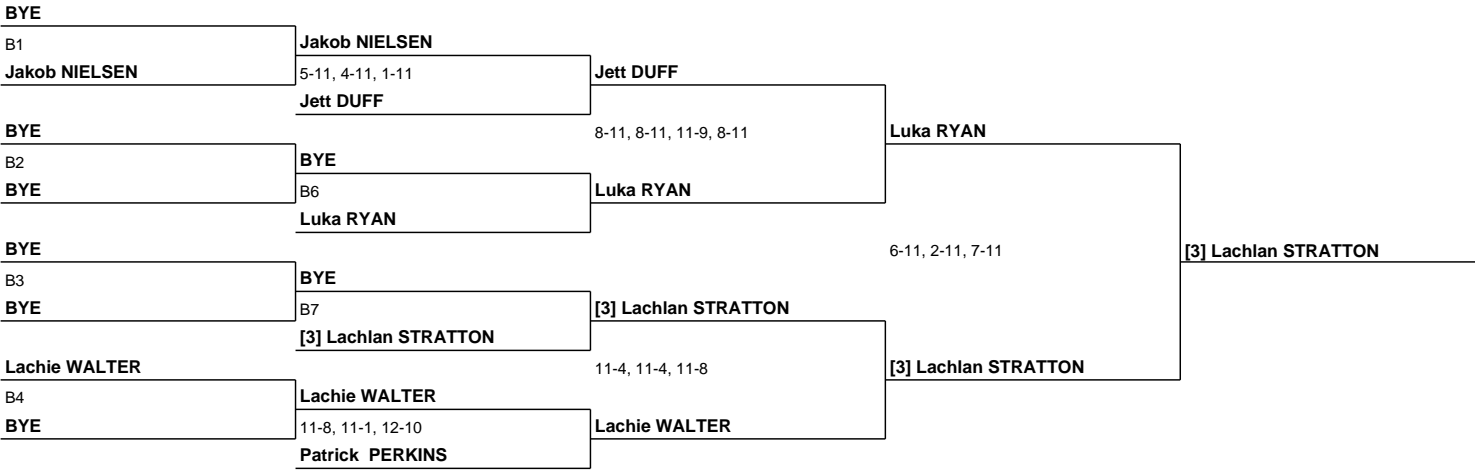 BYE
B1
Jakob NIELSEN
Jakob NIELSEN
5-11, 4-11, 1-11
Jett DUFF
Jett DUFF
BYE
8-11, 8-11, 11-9, 8-11
Luka RYAN
B2
BYE
BYE
B6
Luka RYAN
Luka RYAN
BYE
6-11, 2-11, 7-11
[3] Lachlan STRATTON
B3
BYE
BYE
B7
[3] Lachlan STRATTON
[3] Lachlan STRATTON
Lachie WALTER
11-4, 11-4, 11-8
[3] Lachlan STRATTON
B4
Lachie WALTER
BYE
11-8, 11-1, 12-10
Lachie WALTER
Patrick  PERKINS